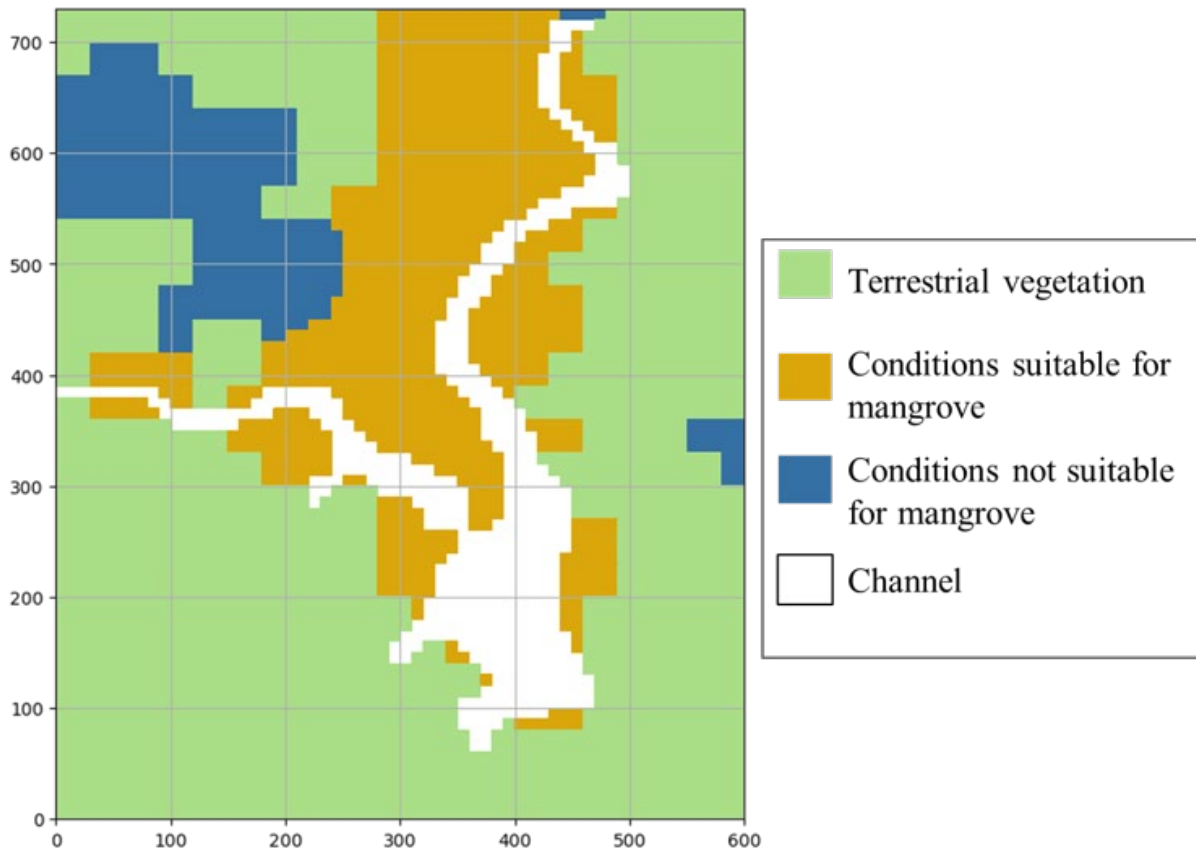 700
600
500
400
300
200
100
0
0 100 200 300 400 500 600
Terrestrial vegetation
Conditions suitable for
mangrove
Conditions not suitable
for mangrove
Channel